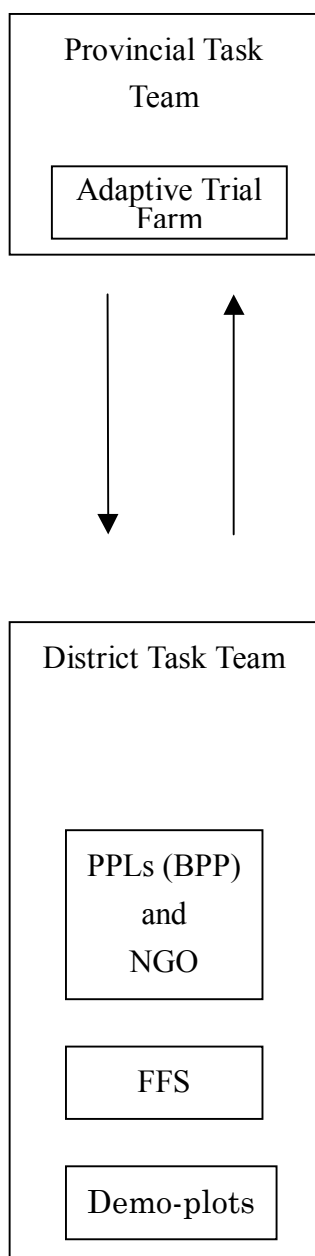 Provincial Task
Team
Adaptive Trial
Farm
District Task Team
PPLs (BPP)
and
NGO
FFS
Demo-plots